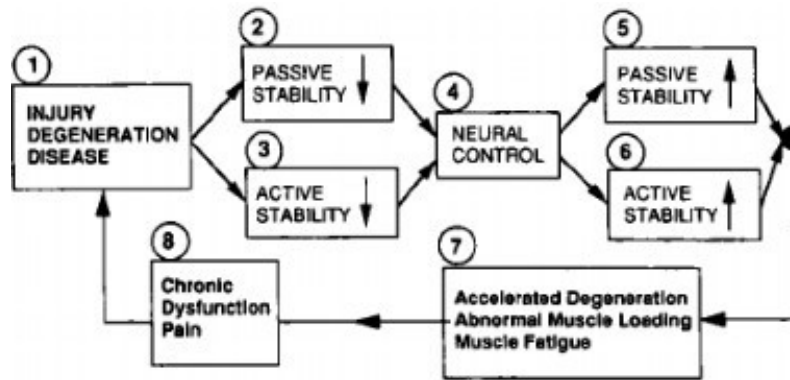 1
INJURY
DEGENERATION
DISEASE
2
PASSIVE
STABILITY
3
ACTIVE
STABILITY
4
NEURAL
CONTROL
5
PASSIVE
STABILITY
6
ACTIVE
STABILITY
7
Accelerated Degeneration
Abnormal Muscle Loading
Muscle Fatigue
8
Chronic
Dysfunction
Pain